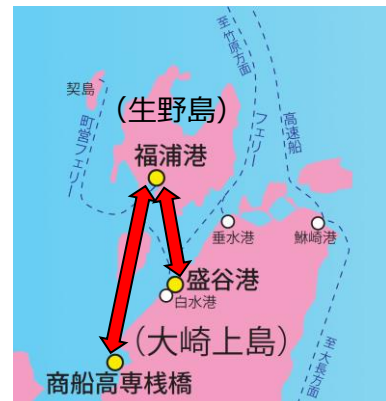 至竹原方面
契島
(生野島)
高速船
町営フェリー
フェリー
福浦港
垂水港
鮴崎港
盛谷港
白水港
(大崎上島)
至大長方面
商船高専桟橋